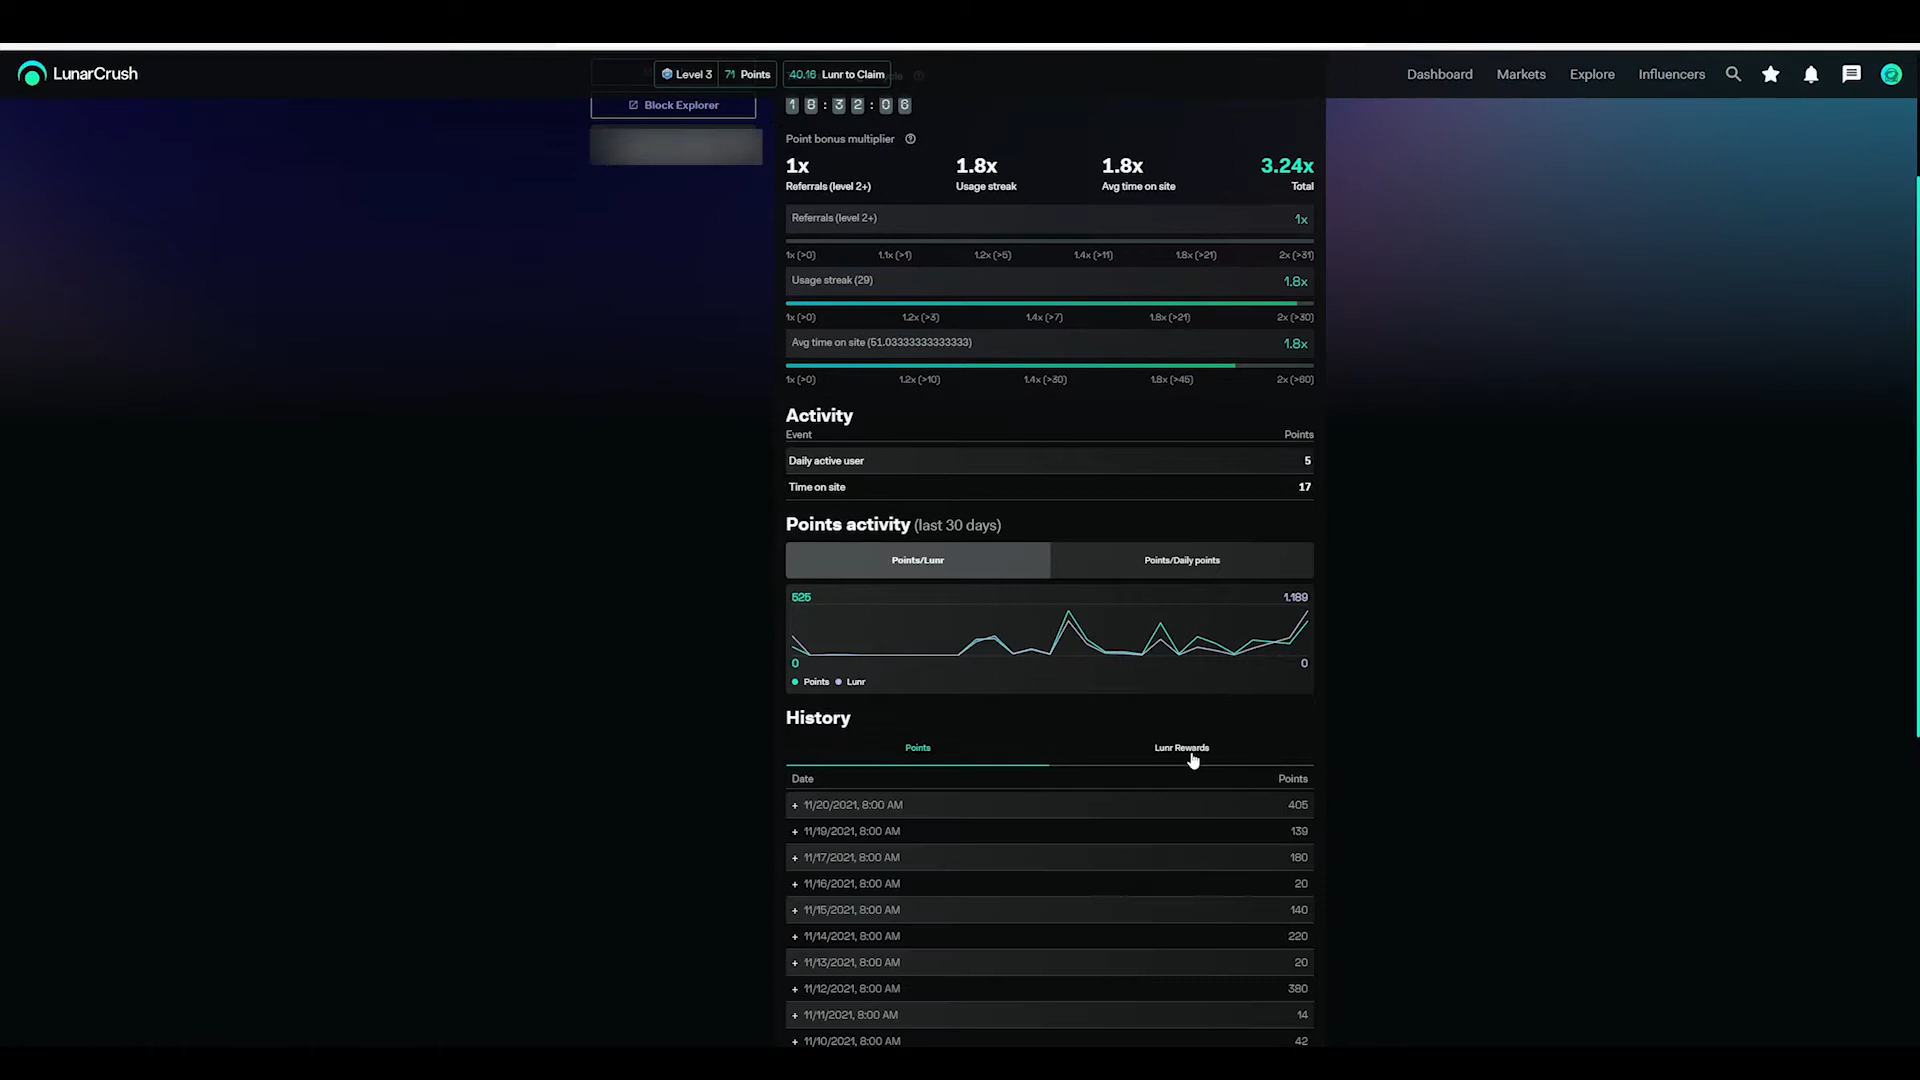 LunarCrush
Level 3 71 Points 40.16 Lunr to Claim
Dashboard Markets Explore Influencers
Block Explorer
18:32:06
Point bonus multiplier
1x 1.8x 1.8x 3.24x
Referrals (level 2+) Usage streak Avg time on site Total
Referrals (level 2+) 1x
1x (>0) 1.1x (>1) 1.2x (>5) 1.4x (>11) 1.8x (>21) 2x (>31)
Usage streak (29) 1.8x
1x (>0) 1.2x (>3) 1.4x (>7) 1.8x (>21) 2x (>30)
Avg time on site (51.03333333333333) 1.8x
1x (>0) 1.2x (>10) 1.4x (>30) 1.8x (>45) 2x (>60)
Activity
Event Points
Daily active user 5
Time on site 17
Points activity (last 30 days)
Points/Lunr Points/Daily points
525 1.189
0 0
Points Lunr
History
Points Lunr Rewards
Date Points
+ 11/20/2021, 8:00 AM 405
+ 11/19/2021, 8:00 AM 139
+ 11/17/2021, 8:00 AM 180
+ 11/16/2021, 8:00 AM 20
+ 11/15/2021, 8:00 AM 140
+ 11/14/2021, 8:00 AM 220
+ 11/13/2021, 8:00 AM 20
+ 11/12/2021, 8:00 AM 380
+ 11/11/2021, 8:00 AM 14
+ 11/10/2021, 8:00 AM 42